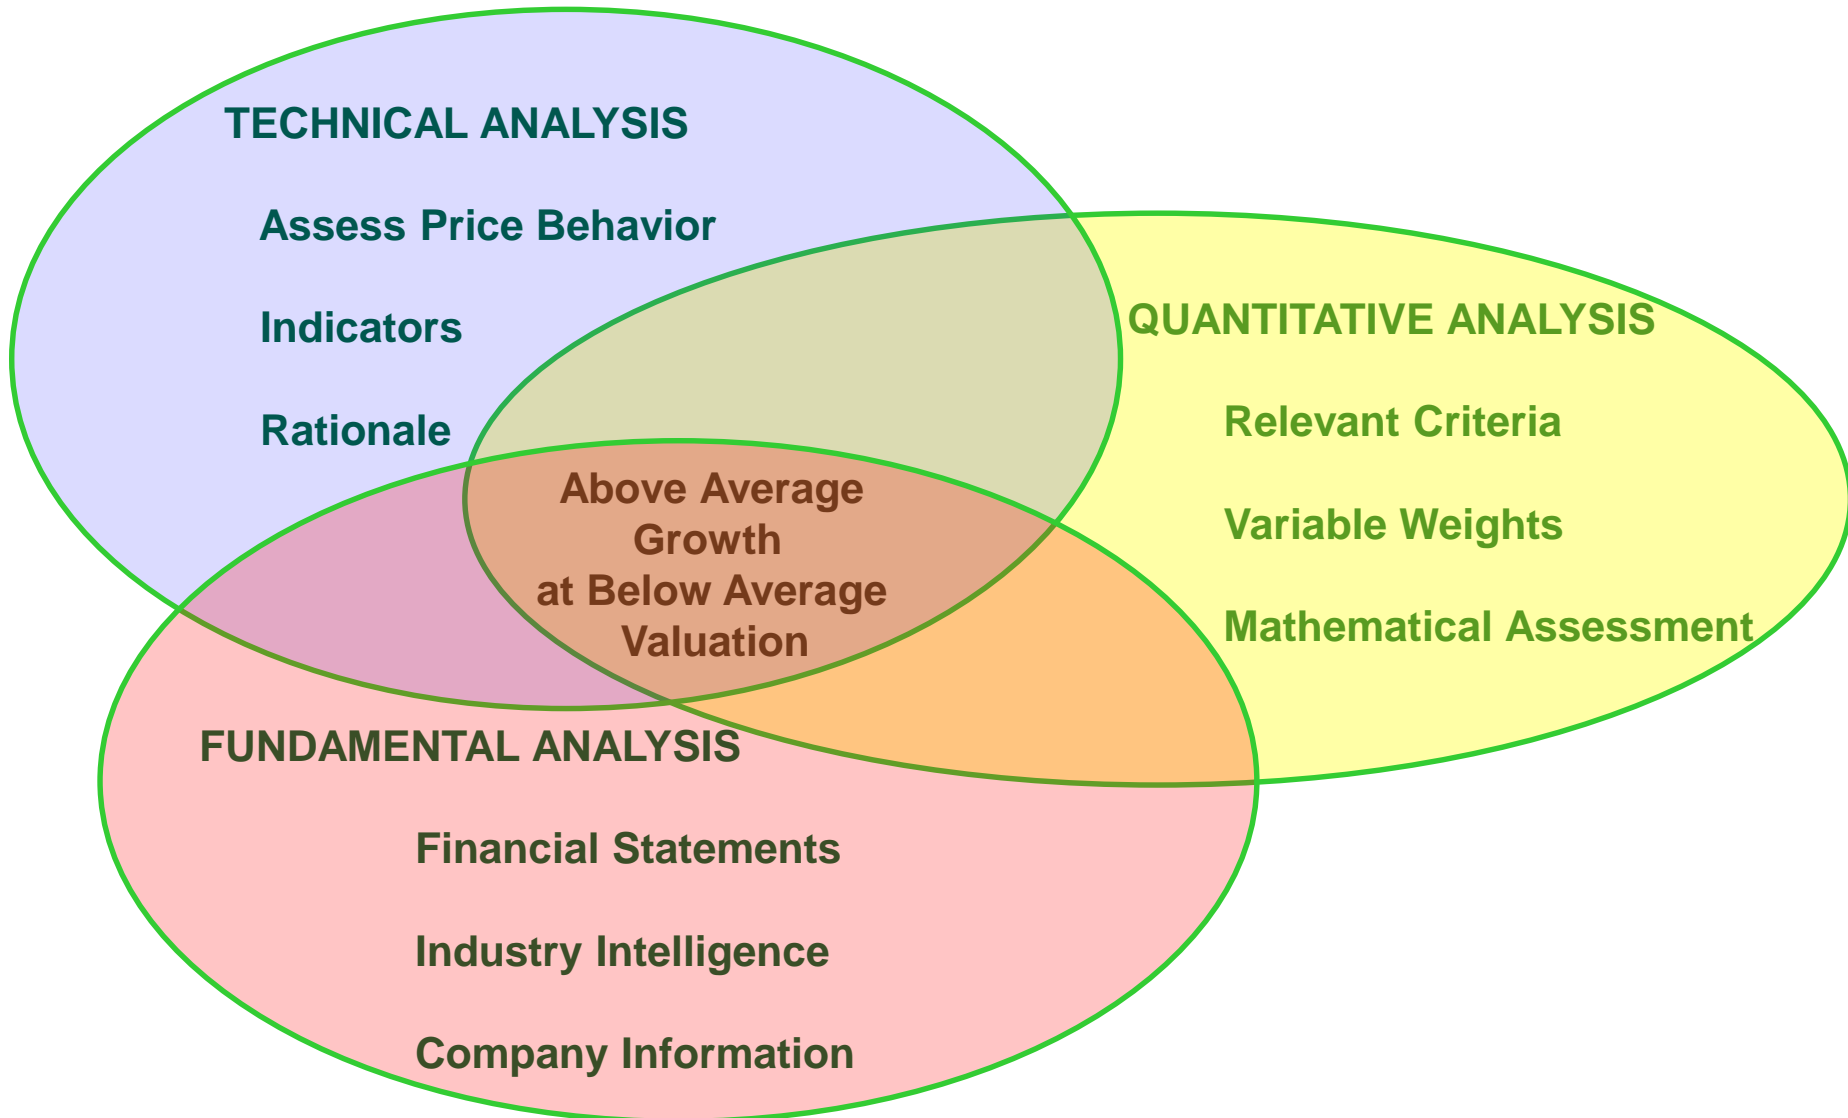 TECHNICAL ANALYSIS
Assess Price Behavior
Indicators
Rationale
QUANTITATIVE ANALYSIS
Relevant Criteria
Variable Weights
Mathematical Assessment
Above Average
Growth
at Below Average
Valuation
FUNDAMENTAL ANALYSIS
Financial Statements
Industry Intelligence
Company Information